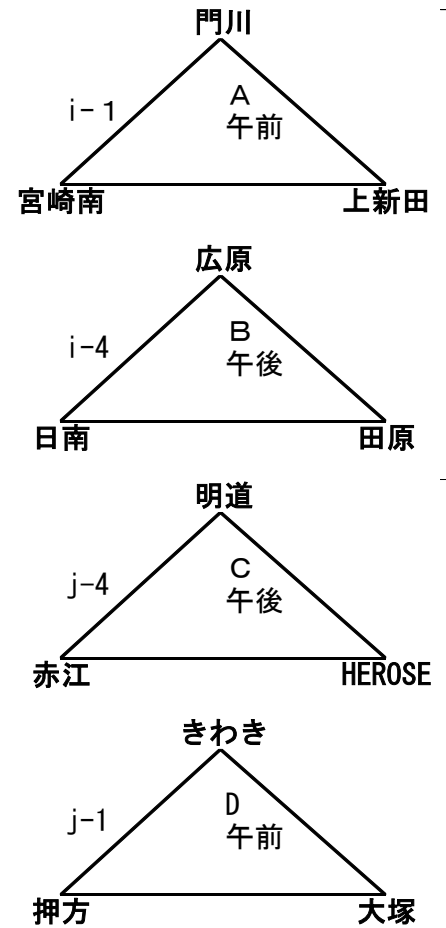 門川
i-1
A
午前
宮崎南
上新田
広原
i-4
B
午後
日南
田原
明道
j-4
C
午後
赤江
HEROSE
きわき
j-1
D
午前
押方
大塚